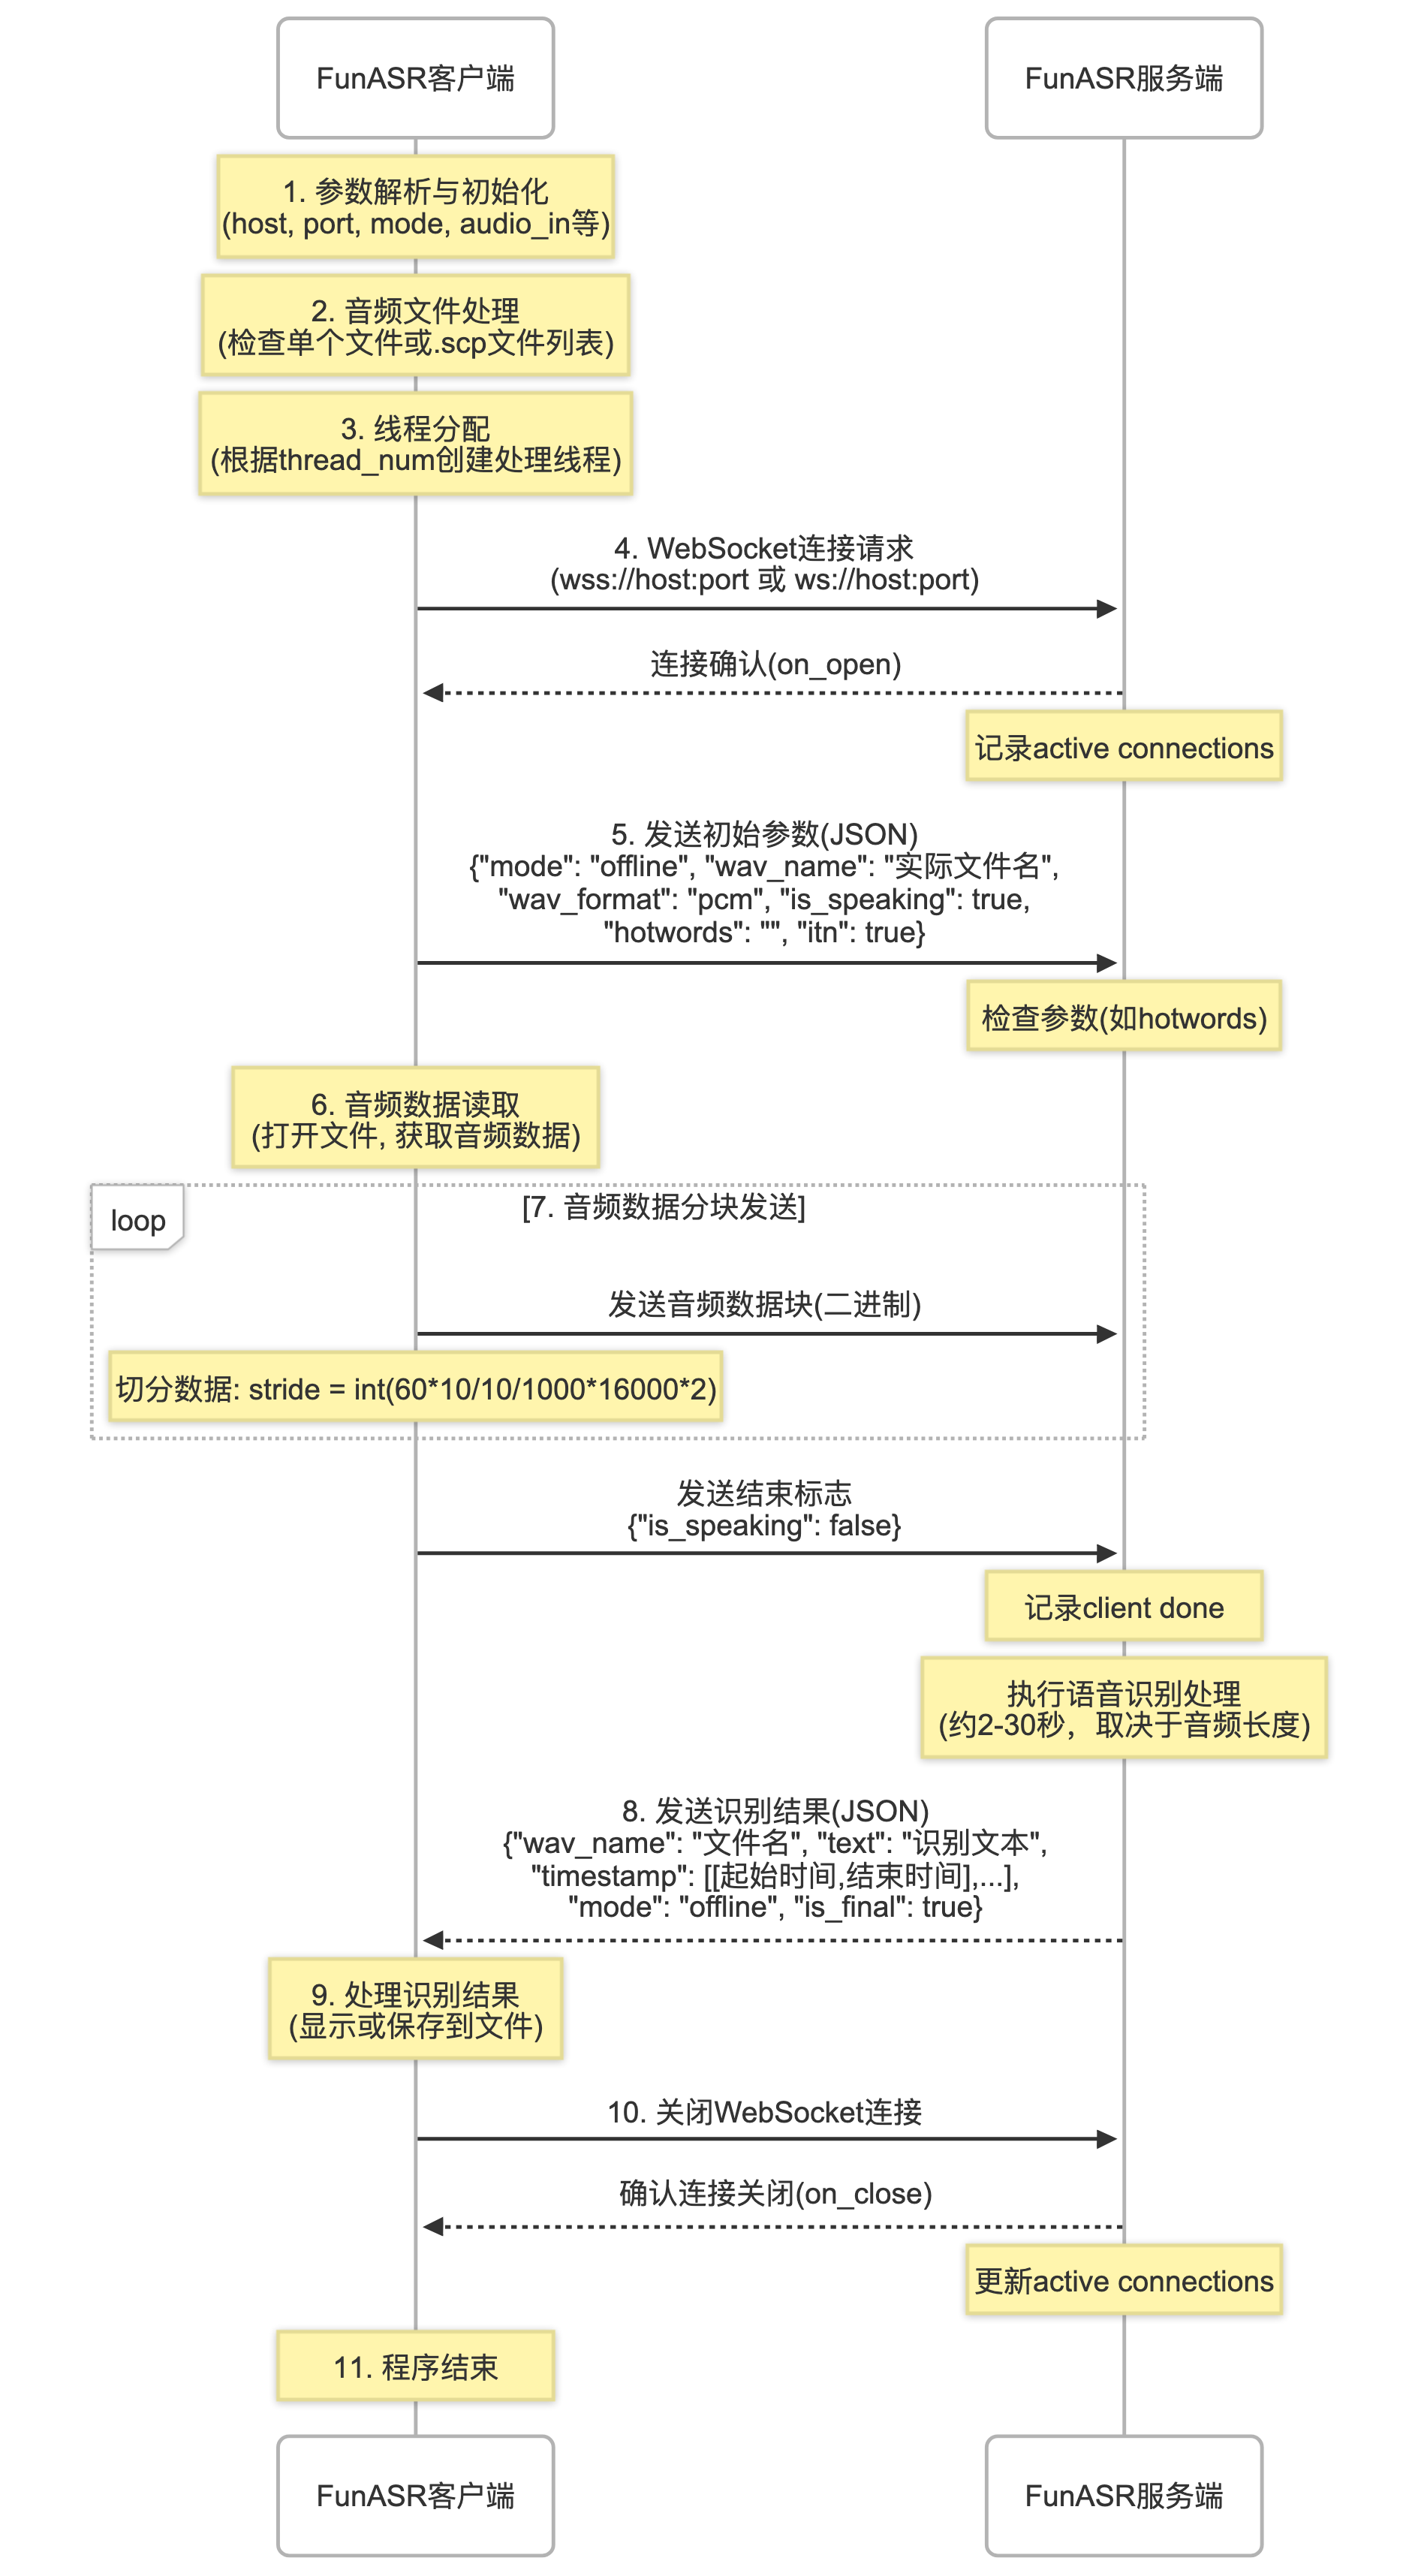 FunASR客户端
FunASR服务端
1. 参数解析与初始化
(host, port, mode, audio_in等)
2. 音频文件处理
(检查单个文件或.scp文件列表)
3. 线程分配
(根据thread_num创建处理线程)
4. WebSocket连接请求
(wss://host:port 或 ws://host:port)
连接确认(on_open)
记录active connections
5. 发送初始参数(JSON)
{"mode": "offline", "wav_name": "实际文件名",
"wav_format": "pcm", "is_speaking": true,
"hotwords": "", "itn": true}
检查参数(如hotwords)
6. 音频数据读取
(打开文件, 获取音频数据)
loop
[7. 音频数据分块发送]
发送音频数据块(二进制)
切分数据: stride = int(60*10/10/1000*16000*2)
发送结束标志
{"is_speaking": false}
记录client done
执行语音识别处理
(约2-30秒，取决于音频长度)
8. 发送识别结果(JSON)
{"wav_name": "文件名", "text": "识别文本",
"timestamp": [[起始时间,结束时间],...],
"mode": "offline", "is_final": true}
9. 处理识别结果
(显示或保存到文件)
10. 关闭WebSocket连接
确认连接关闭(on_close)
更新active connections
11. 程序结束
FunASR客户端
FunASR服务端